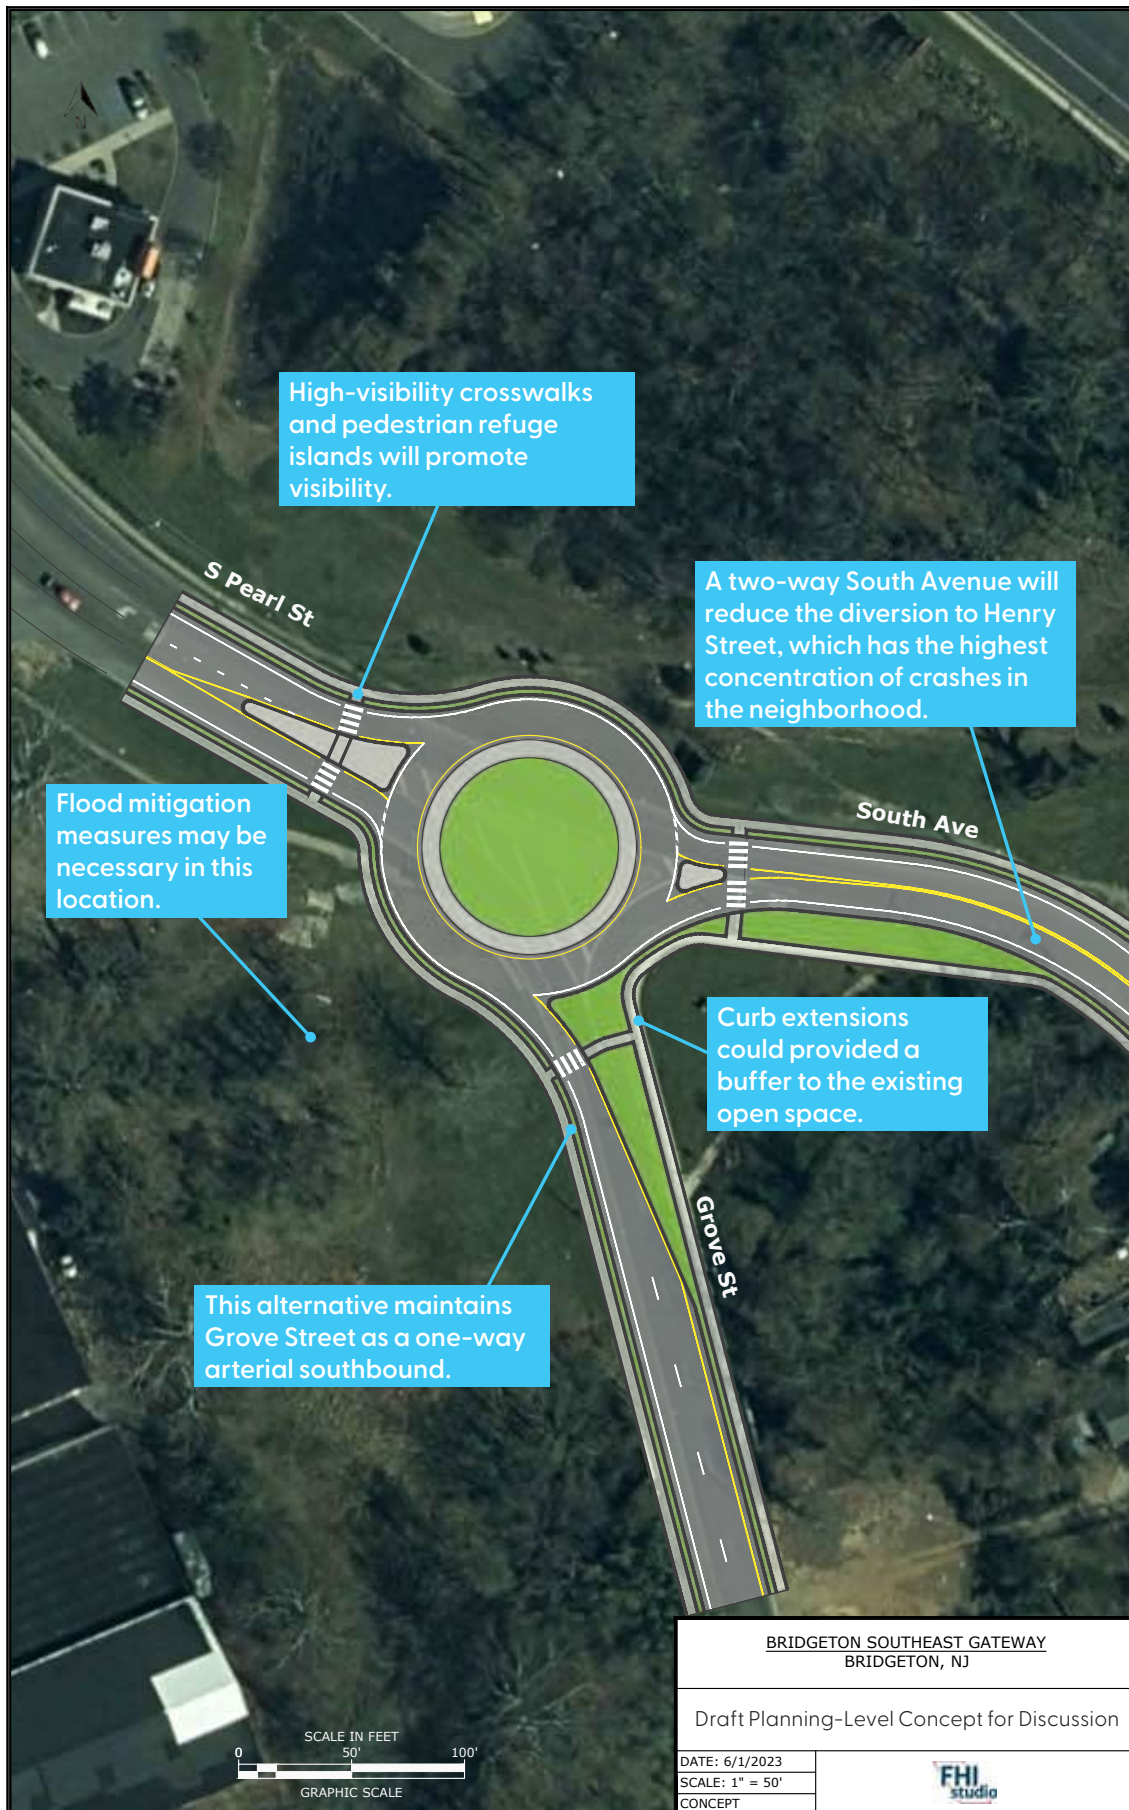 N
High-visibility crosswalks
and pedestrian refuge
islands will promote
visibility.
S Pearl St
A two-way South Avenue will
reduce the diversion to Henry
Street, which has the highest
concentration of crashes in
the neighborhood.
Flood mitigation
measures may be
necessary in this
location.
South Ave
Curb extensions
could provided a
buffer to the existing
open space.
Grove St
This alternative maintains
Grove Street as a one-way
arterial southbound.
BRIDGETON SOUTHEAST GATEWAY
BRIDGETON, NJ
Draft Planning-Level Concept for Discussion
SCALE IN FEET
0 50' 100'
GRAPHIC SCALE
DATE: 6/1/2023
SCALE: 1" = 50'
CONCEPT
FHI
studio